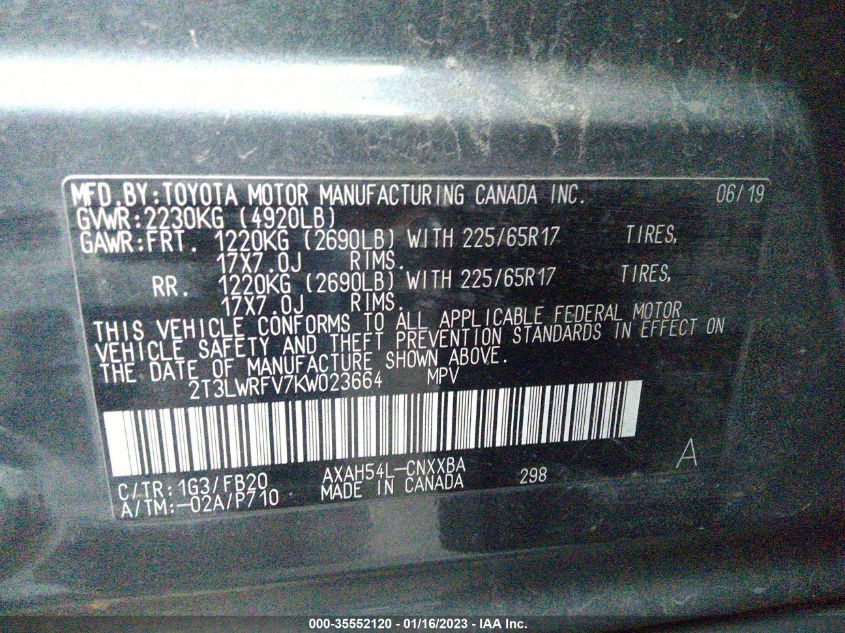 MFD.BY:TOYOTA MOTOR MANUFACTURING CANADA INC. 06/19
GVWR:2230KG (4920LB)
GAWR:FRT. 1220KG (2690LB) WITH 225/65R17 TIRES,
17X7.0J RIMS.
RR. 1220KG (2690LB) WITH 225/65R17 TIRES,
17X7.0J RIMS.
THIS VEHICLE CONFORMS TO ALL APPLICABLE FEDERAL MOTOR
VEHICLE SAFETY AND THEFT PREVENTION STANDARDS IN EFFECT ON
THE DATE OF MANUFACTURE SHOWN ABOVE.
2T3LWRFV7KW023664 MPV
C/TR:1G3/FB20 AXAH54L-CNXXBA 298 A
A/TM:-02A/P710 MADE IN CANADA
000-35552120 - 01/16/2023 - IAA Inc.